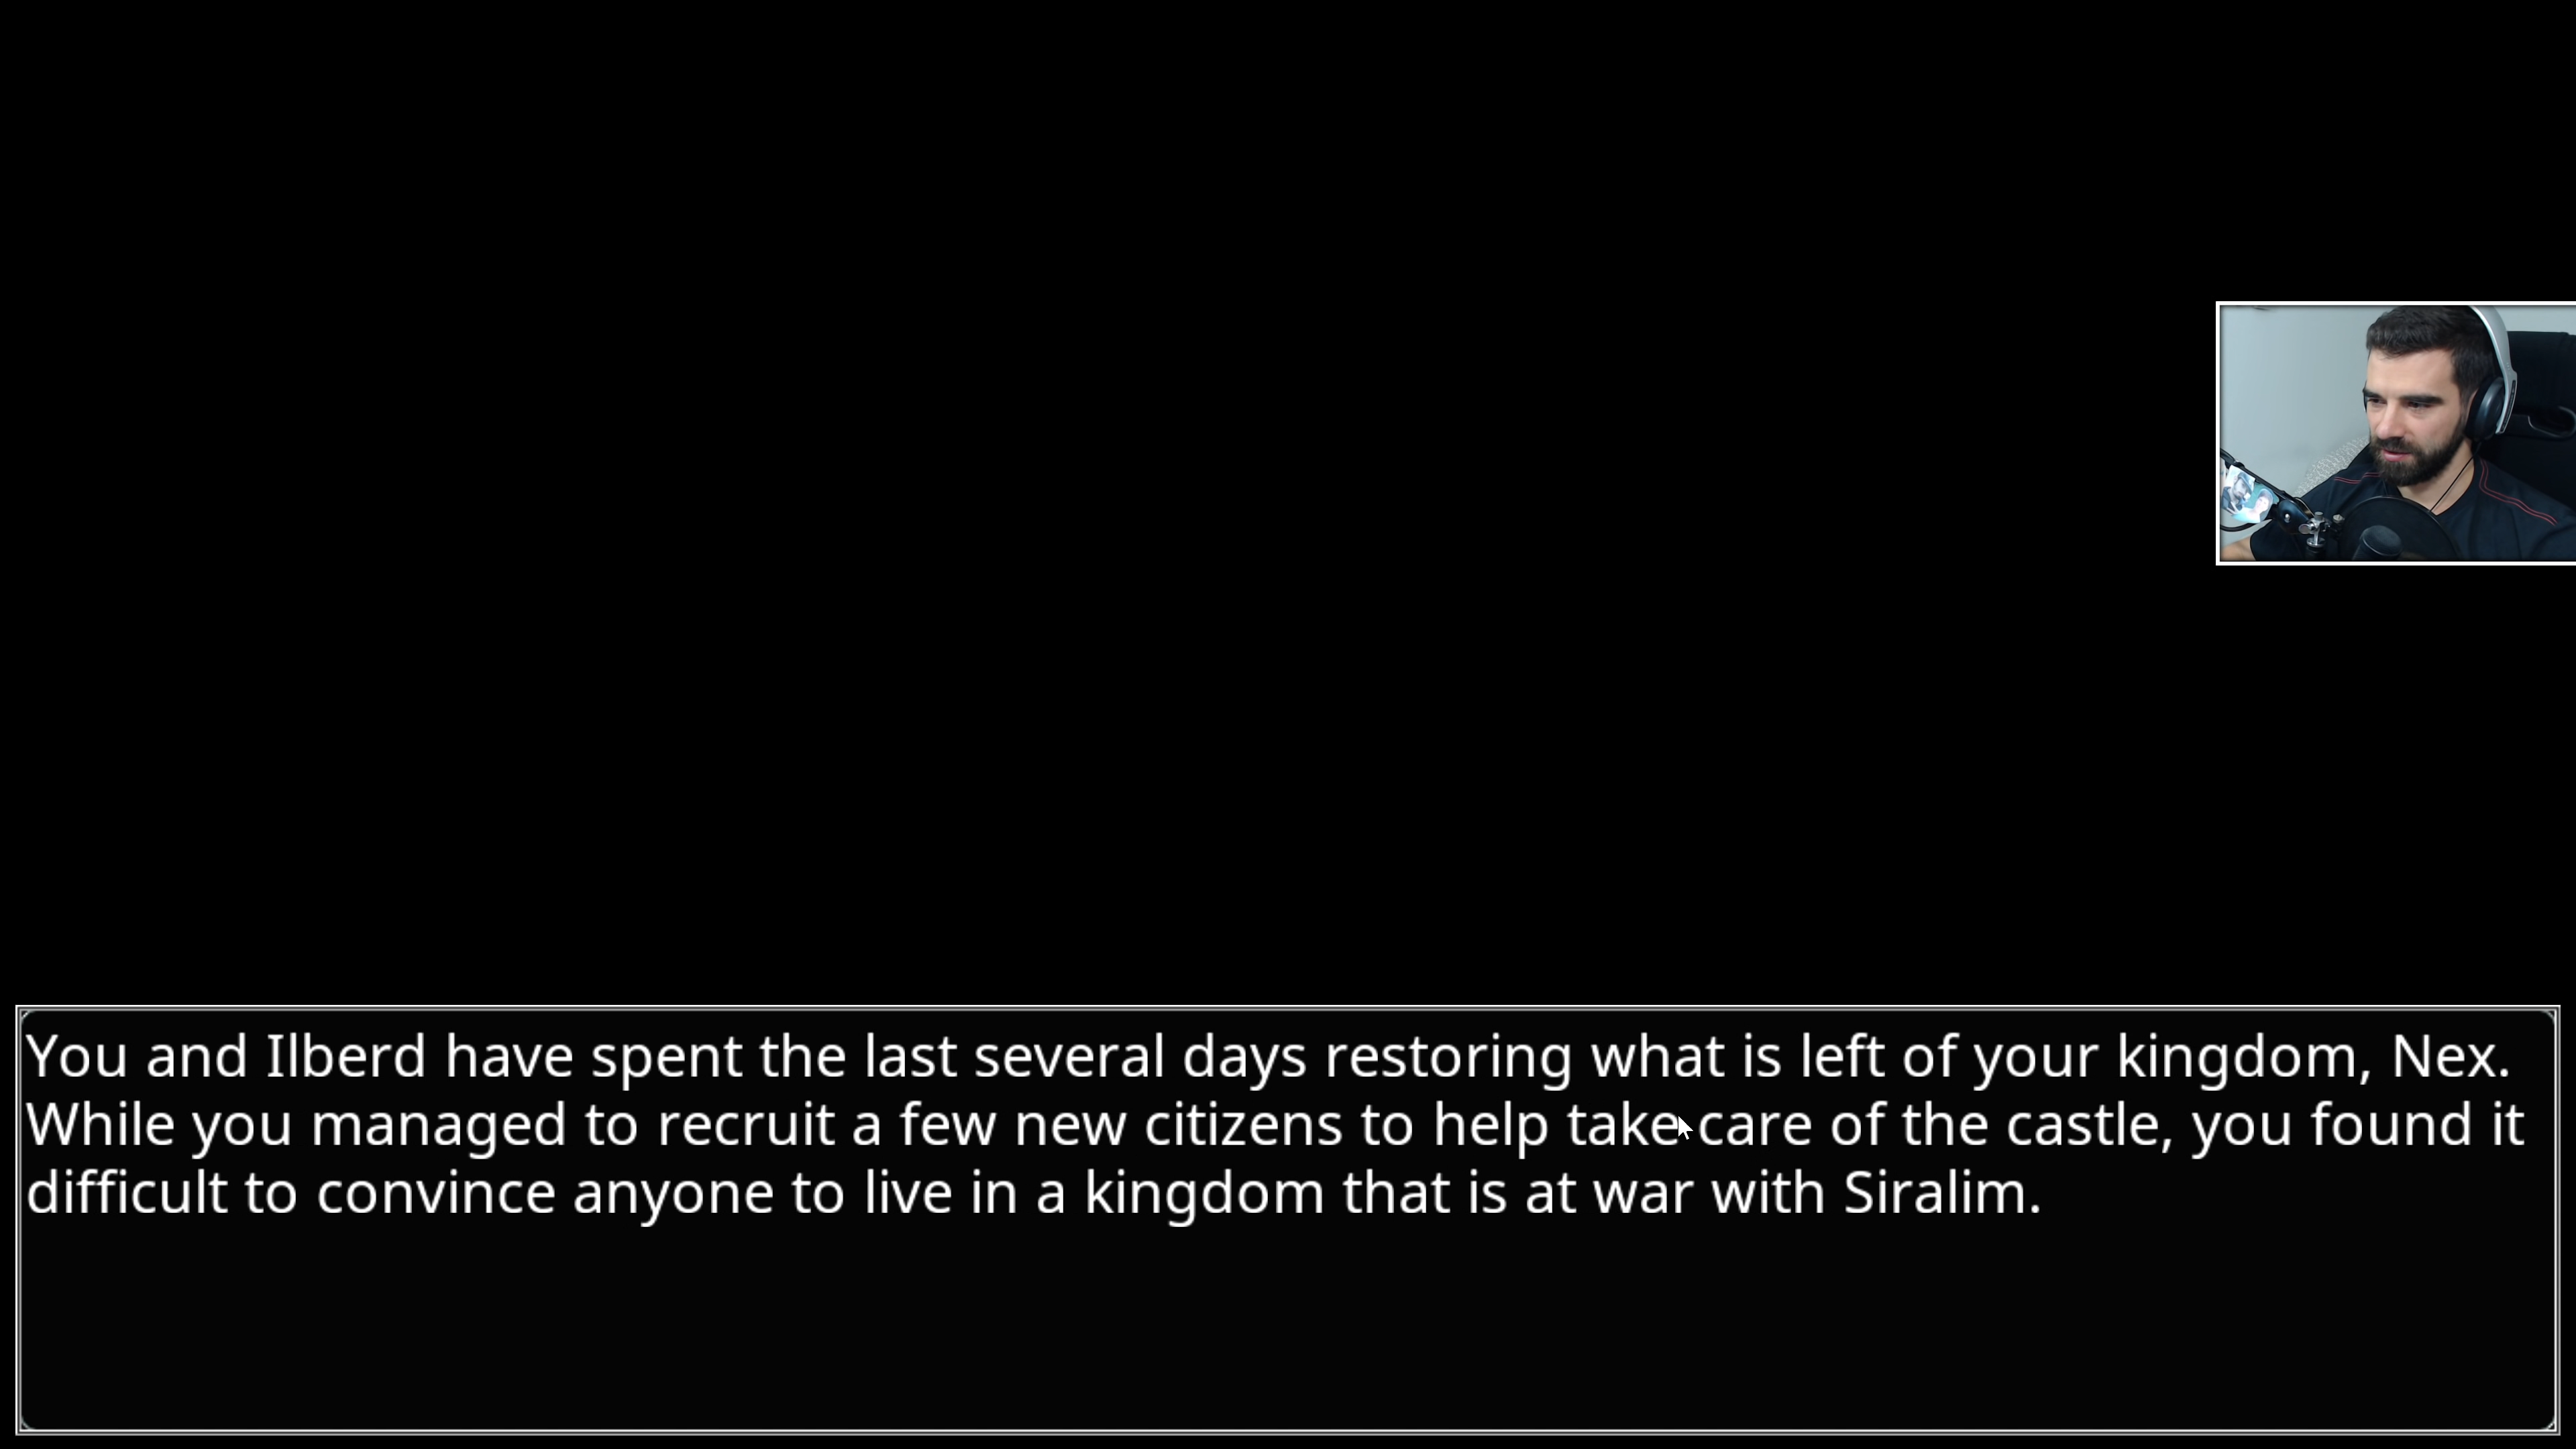 You and Ilberd have spent the last several days restoring what is left of your kingdom, Nex.
While you managed to recruit a few new citizens to help take care of the castle, you found it
difficult to convince anyone to live in a kingdom that is at war with Siralim.